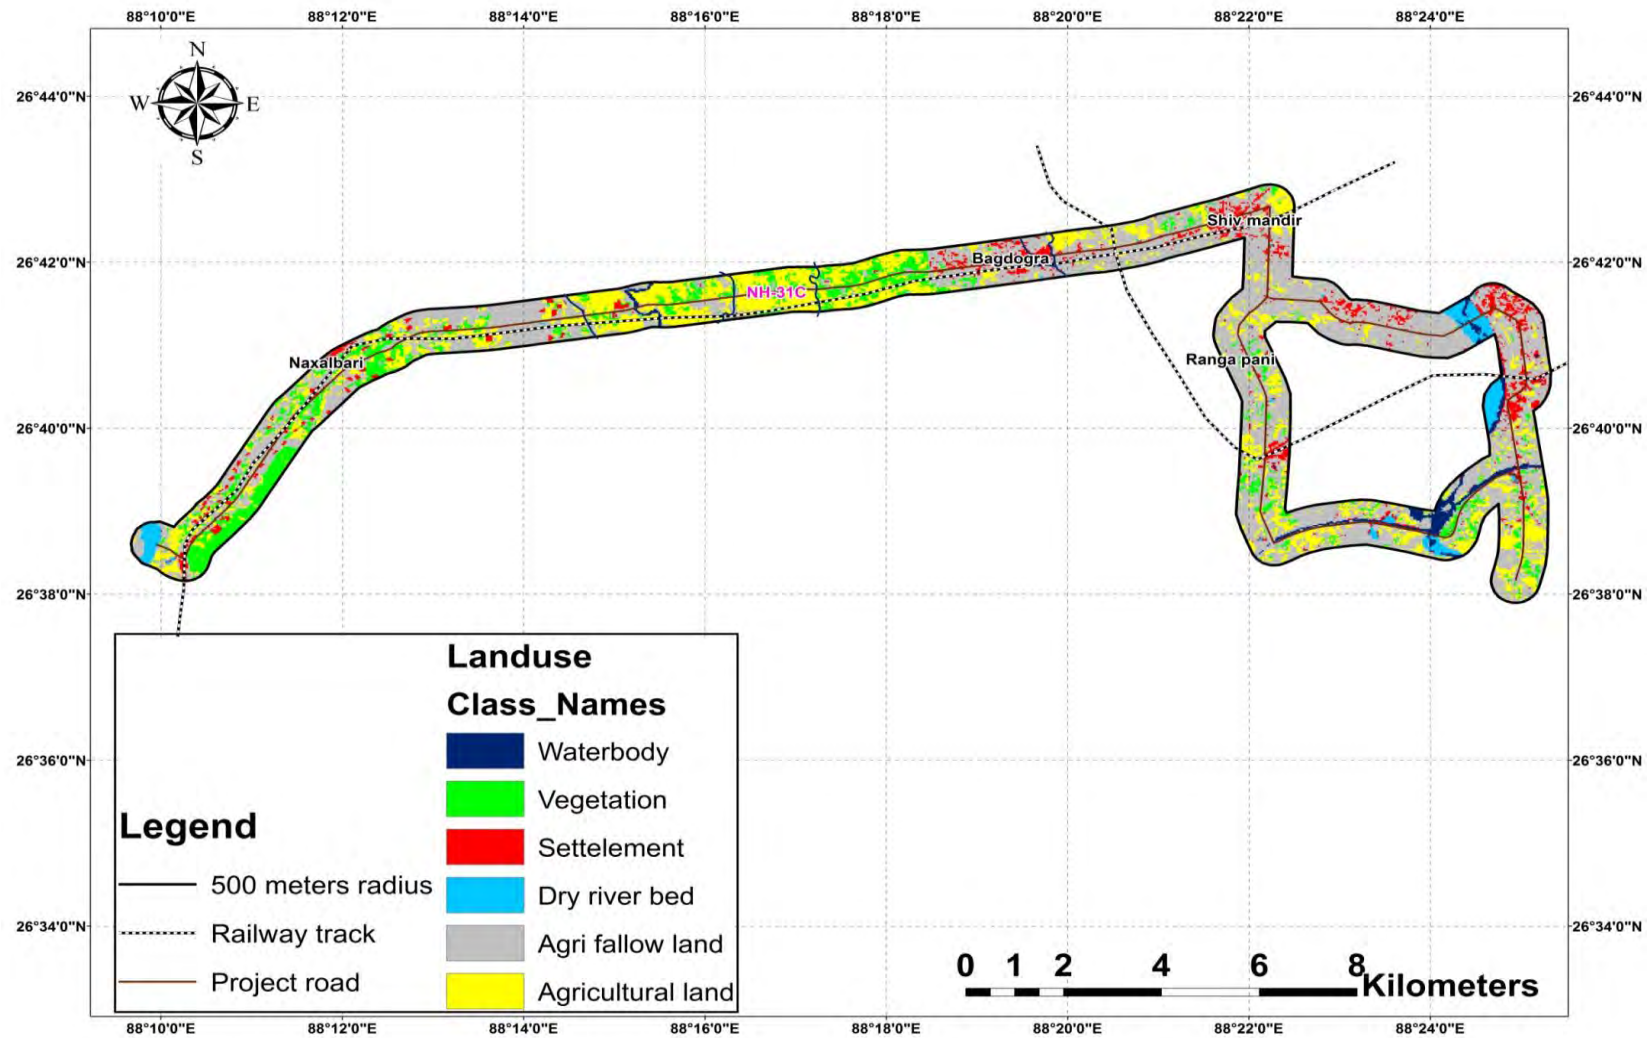 88°10'0"E 88°12'0"E 88°14'0"E 88°16'0"E 88°18'0"E 88°20'0"E 88°22'0"E 88°24'0"E
N
W E
S
26°44'0"N 26°44'0"N
Shiv mandir
26°42'0"N Bagdogra 26°42'0"N
NH-31C
Naxalbari Ranga pani
26°40'0"N 26°40'0"N
26°38'0"N 26°38'0"N
26°36'0"N 26°36'0"N
26°34'0"N 26°34'0"N
Legend
500 meters radius
Railway track
Project road
Landuse
Class_Names
Waterbody
Vegetation
Settelement
Dry river bed
Agri fallow land
Agricultural land
0 1 2 4 6 8
Kilometers
88°10'0"E 88°12'0"E 88°14'0"E 88°16'0"E 88°18'0"E 88°20'0"E 88°22'0"E 88°24'0"E